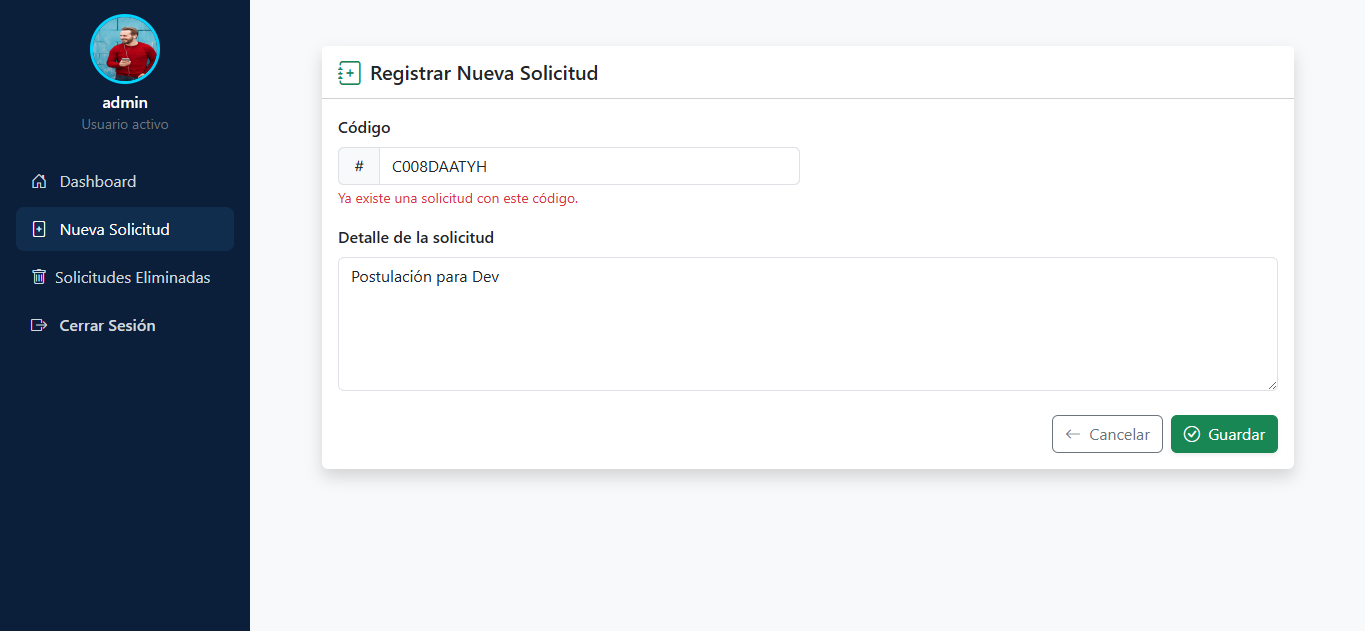 admin
Usuario activo
Dashboard
Nueva Solicitud
Solicitudes Eliminadas
Cerrar Sesión
Registrar Nueva Solicitud
Código
# C008DAATYH
Ya existe una solicitud con este código.
Detalle de la solicitud
Postulación para Dev
Cancelar Guardar